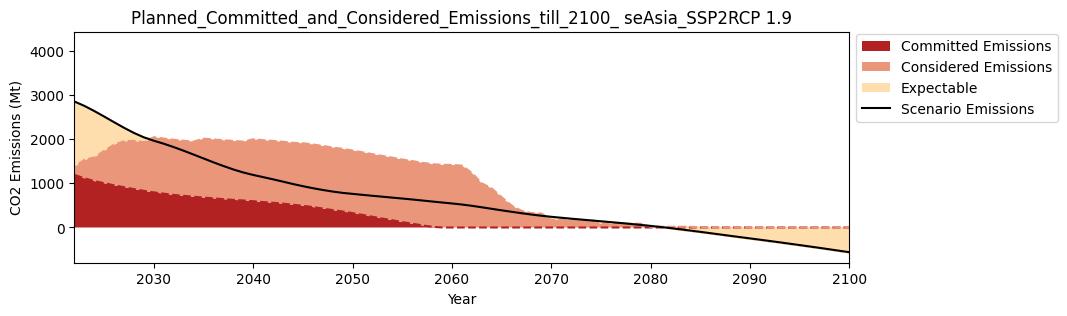 Planned_Committed_and_Considered_Emissions_till_2100_ seAsia_SSP2RCP 1.9
CO2 Emissions (Mt)
4000
3000
2000
1000
0
2030 2040 2050 2060 2070 2080 2090 2100
Year
Committed Emissions
Considered Emissions
Expectable
Scenario Emissions